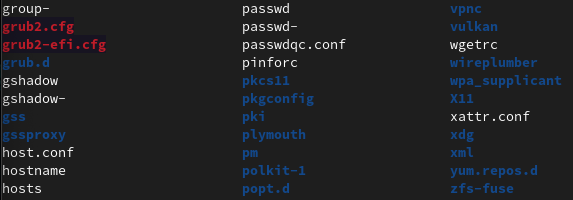 group- passwd vpnc
grub2.cfg passwd- vulkan
grub2-efi.cfg passwdqc.conf wgetrc
grub.d pinforc wireplumber
gshadow pkcs11 wpa_supplicant
gshadow- pkgconfig X11
gss pki xattr.conf
gssproxy plymouth xdg
host.conf pm xml
hostname polkit-1 yum.repos.d
hosts popt.d zfs-fuse